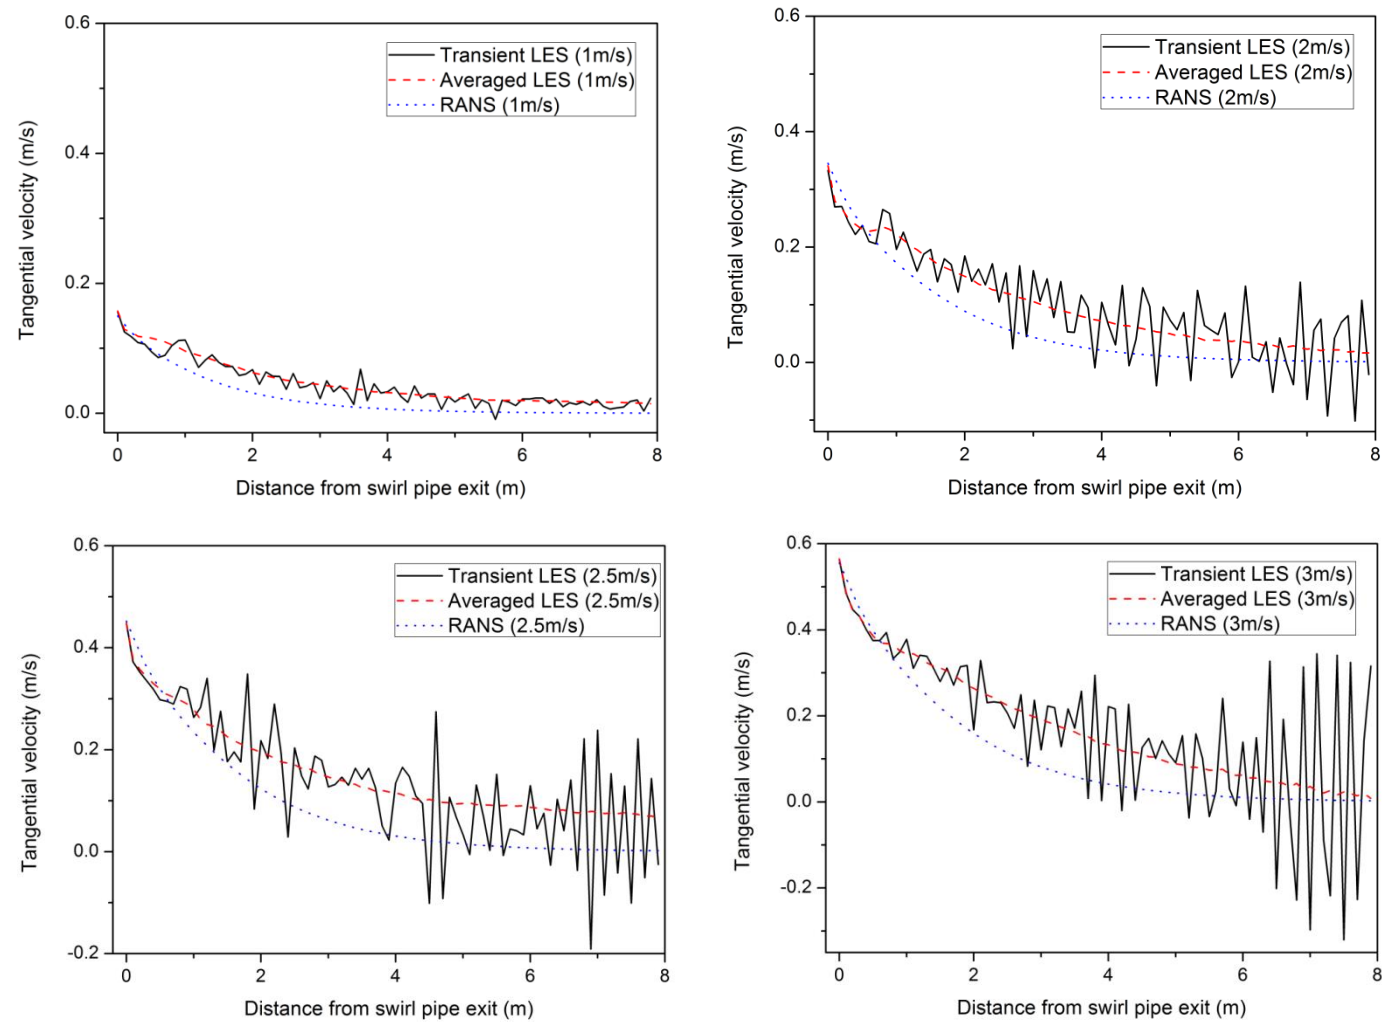 0.6
0.4
0.2
0.0
Tangential velocity (m/s)
Transient LES (1m/s)
Averaged LES (1m/s)
RANS (1m/s)
0 2 4 6 8
Distance from swirl pipe exit (m)
0.6
0.4
0.2
0.0
Tangential velocity (m/s)
Transient LES (2m/s)
Averaged LES (2m/s)
RANS (2m/s)
0 2 4 6 8
Distance from swirl pipe exit (m)
0.6
0.4
0.2
0.0
-0.2
Tangential velocity (m/s)
Transient LES (2.5m/s)
Averaged LES (2.5m/s)
RANS (2.5m/s)
0 2 4 6 8
Distance from swirl pipe exit (m)
0.6
0.4
0.2
0.0
-0.2
Tangential velocity (m/s)
Transient LES (3m/s)
Averaged LES (3m/s)
RANS (3m/s)
0 2 4 6 8
Distance from swirl pipe exit (m)